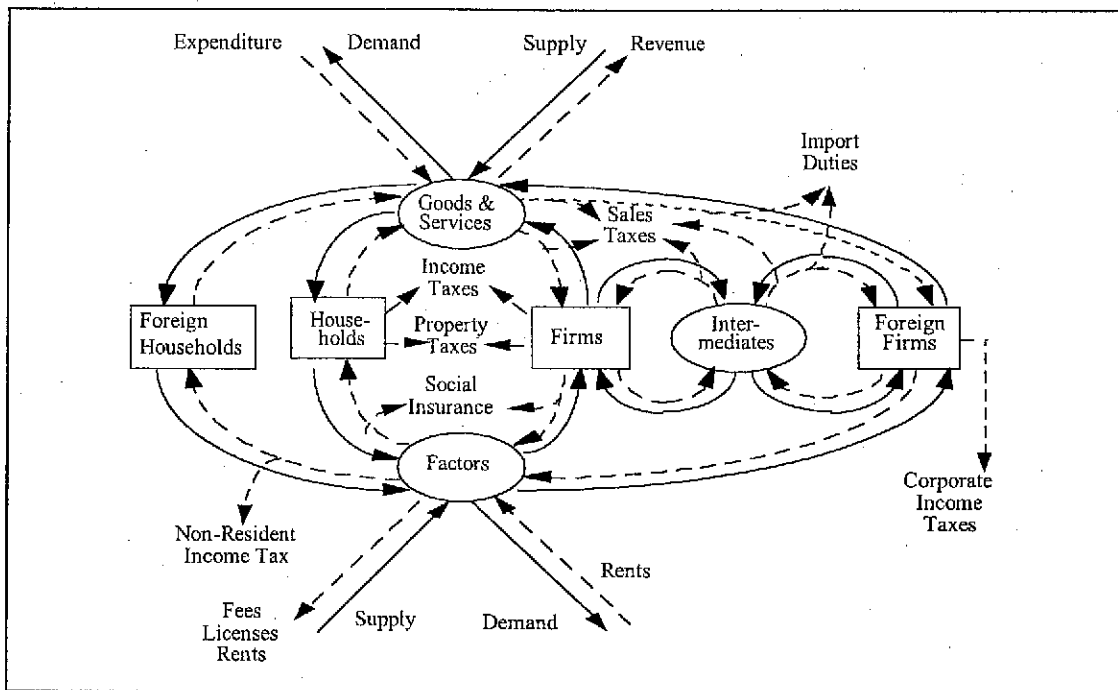 Expenditure
Demand
Supply
Revenue
Import
Duties
Goods &
Services
Sales
Taxes
Income
Taxes
Foreign
Households
House-
holds
Property
Taxes
Firms
Inter-
mediates
Foreign
Firms
Social
Insurance
Factors
Corporate
Income
Taxes
Non-Resident
Income Tax
Rents
Fees
Licenses
Rents
Supply
Demand